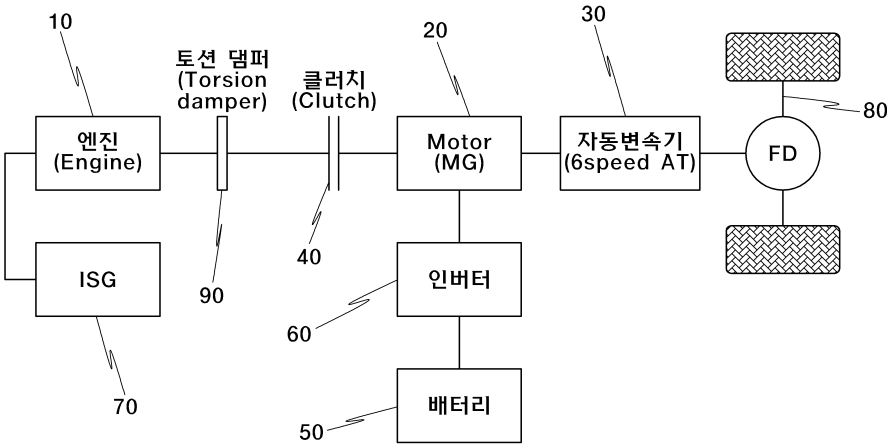 10
토션 댐퍼
(Torsion
damper)
클러치
(Clutch)
20
30
80
엔진
(Engine)
Motor
(MG)
자동변속기
(6speed AT)
FD
ISG
90
40
인버터
60
70
배터리
50